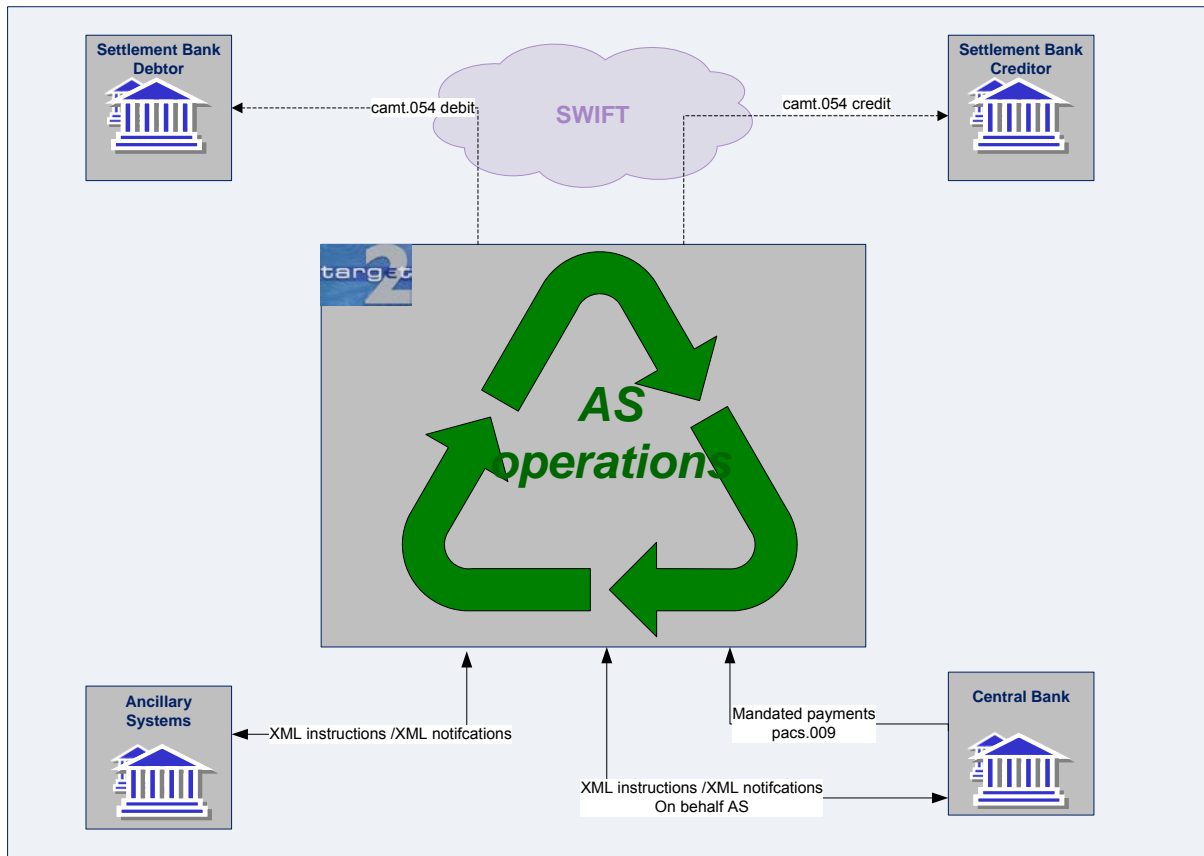 Settlement Bank
Debtor
SWIFT
Settlement Bank
Creditor
camt.054 debit
camt.054 credit
target
2
AS
operations
Ancillary
Systems
XML instructions /XML notifcations
Central Bank
Mandated payments
pacs.009
XML instructions /XML notifcations
On behalf AS